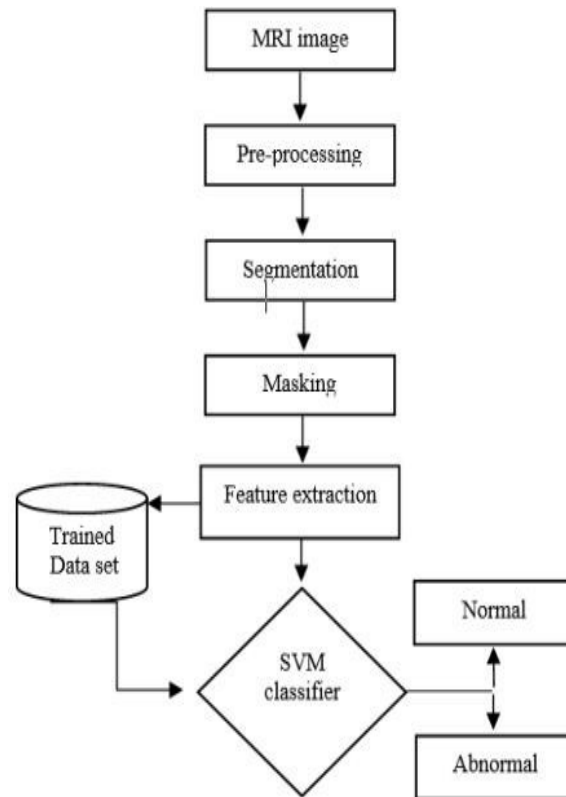 MRI image
Pre-processing
Segmentation
Masking
Feature extraction
Trained
Data set
SVM
classifier
Normal
Abnormal